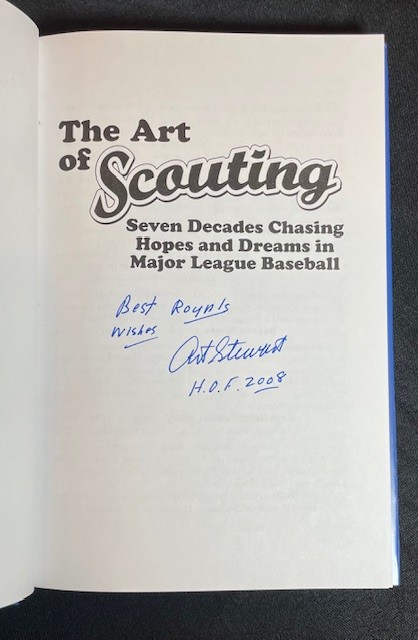 The Art
of Scouting
Seven Decades Chasing
Hopes and Dreams in
Major League Baseball
Best Royals
Wishes
Art Stewart
H.O.F. 2008